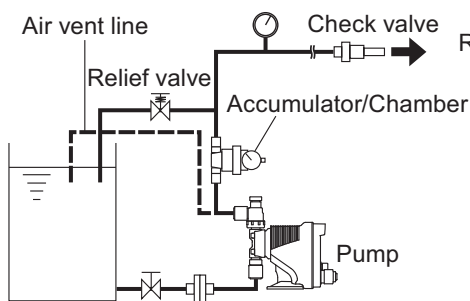 Air vent line
Check valve
R
Relief valve
Accumulator/Chamber
Pump